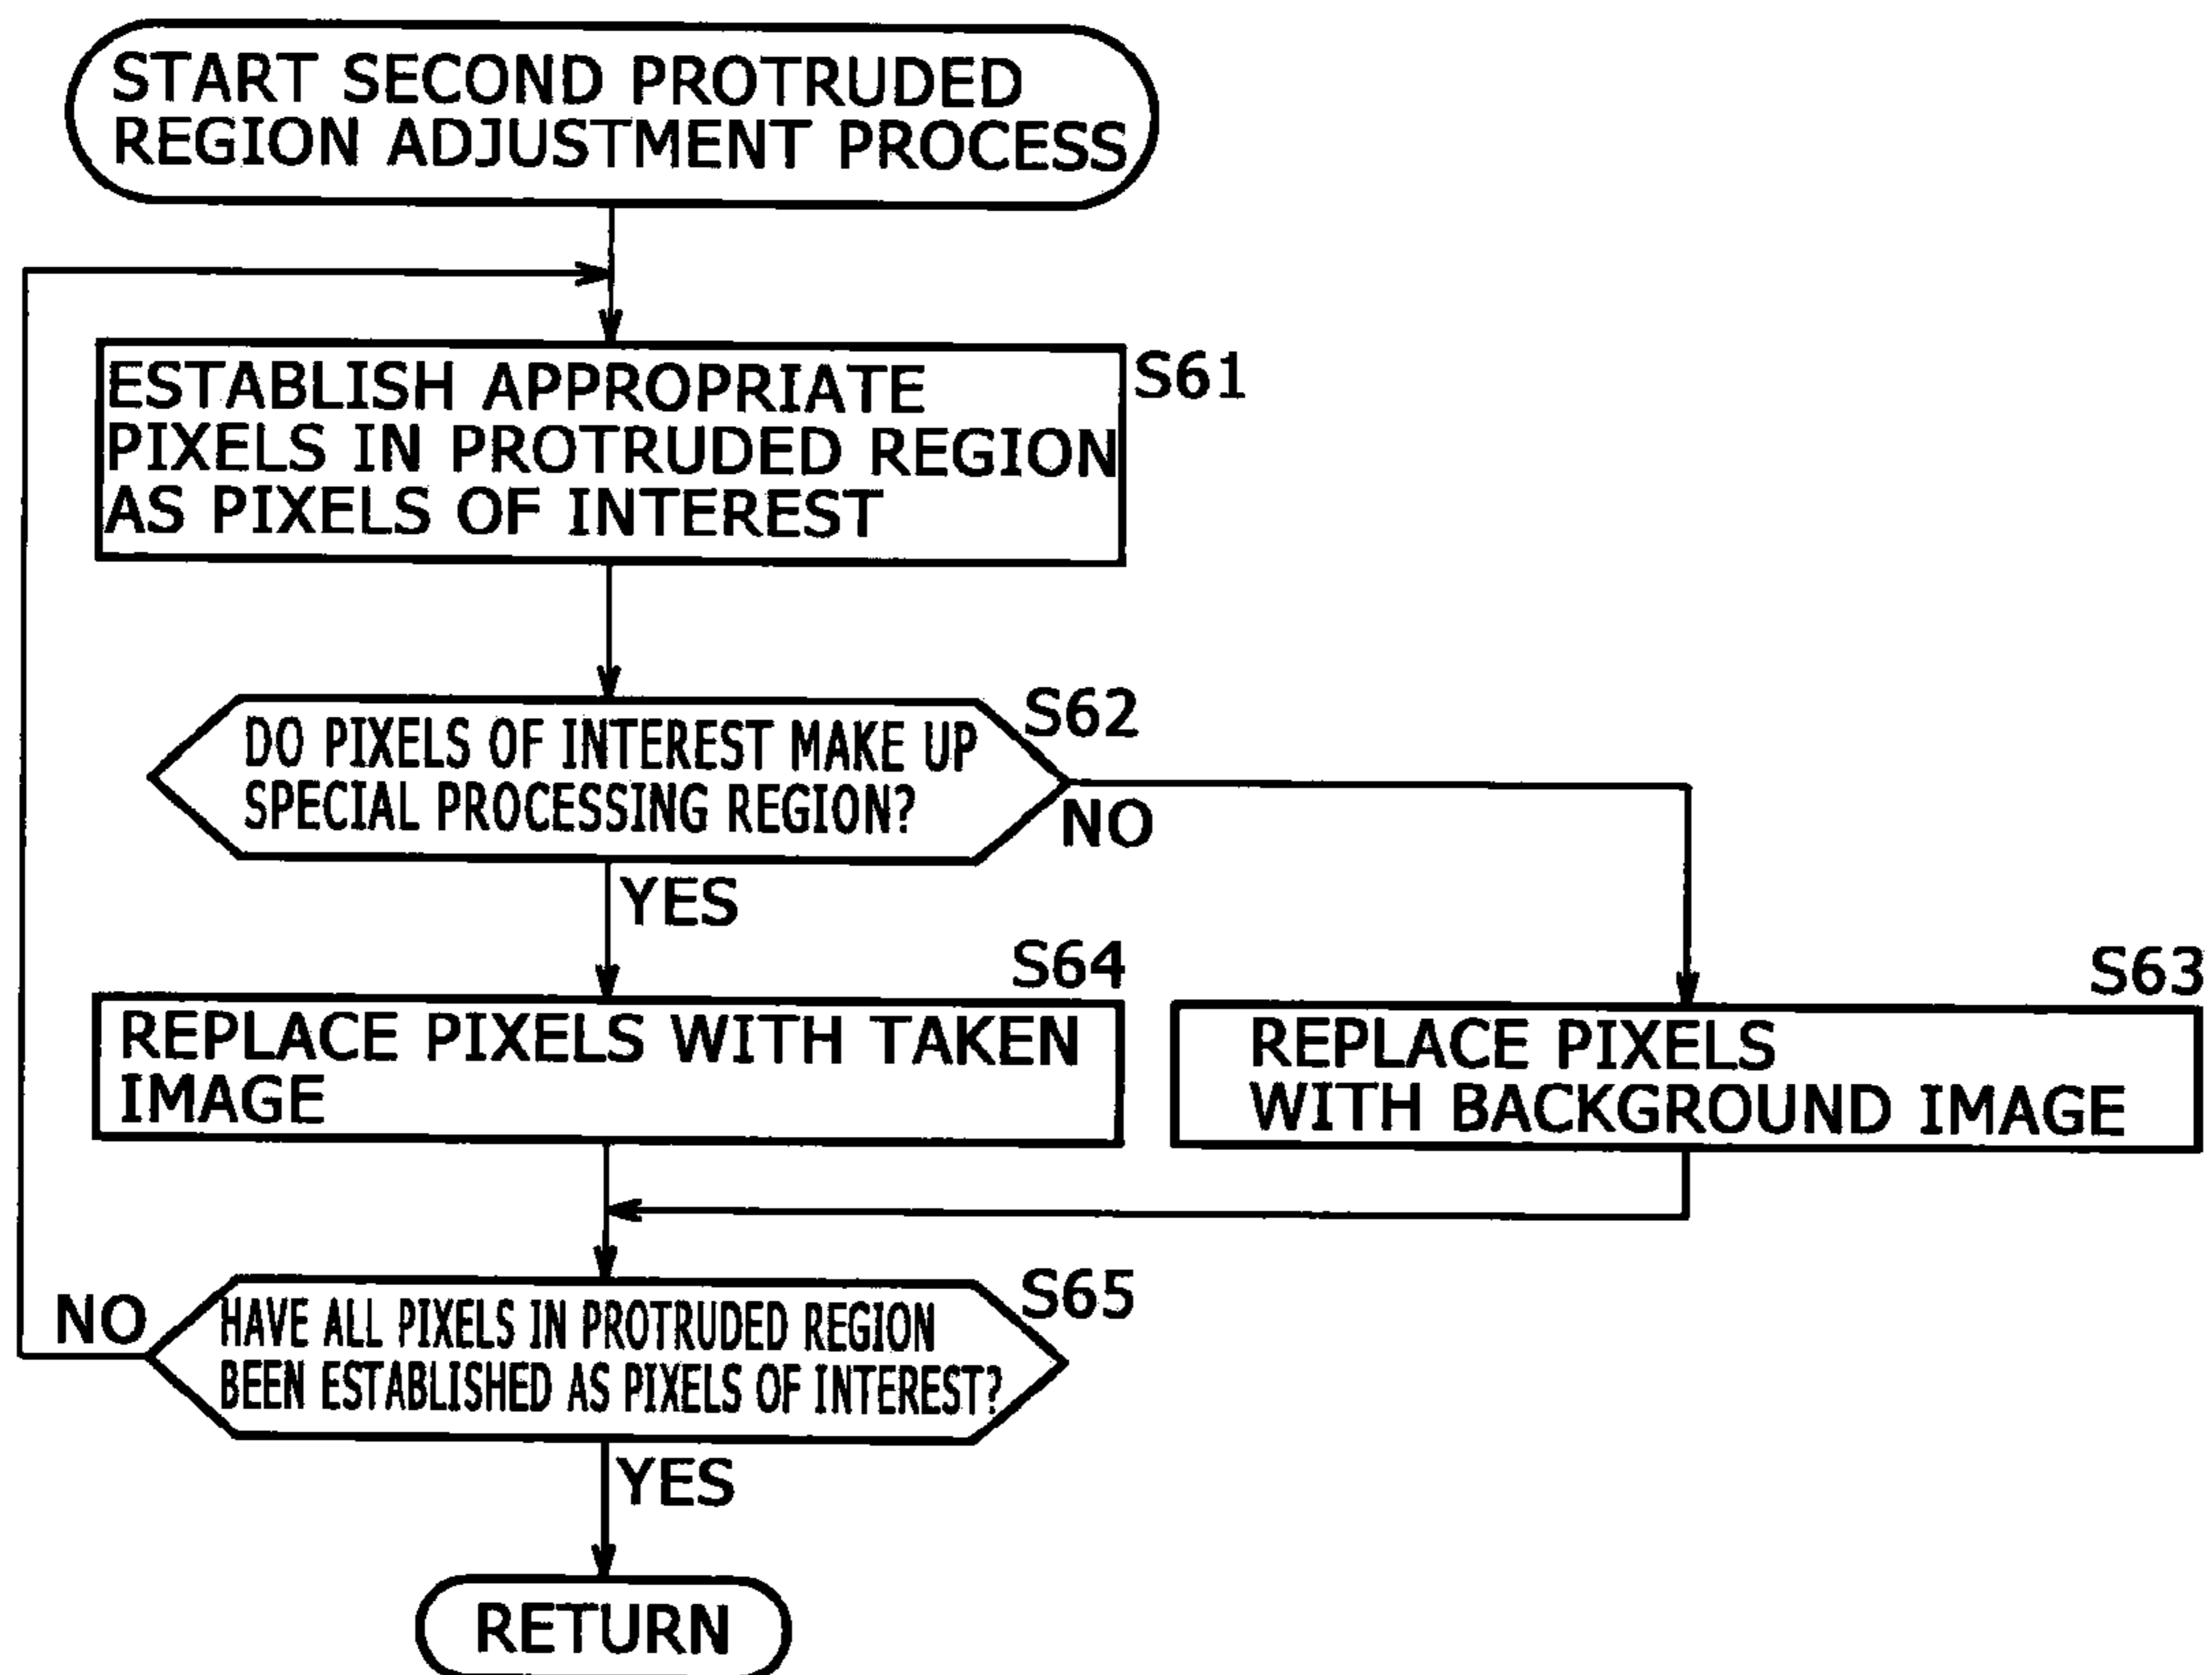 START SECOND PROTRUDED
REGION ADJUSTMENT PROCESS
ESTABLISH APPROPRIATE
PIXELS IN PROTRUDED REGION
AS PIXELS OF INTEREST
S61
DO PIXELS OF INTEREST MAKE UP
SPECIAL PROCESSING REGION?
S62
NO
YES
S64
REPLACE PIXELS WITH TAKEN
IMAGE
S63
REPLACE PIXELS
WITH BACKGROUND IMAGE
NO
HAVE ALL PIXELS IN PROTRUDED REGION
BEEN ESTABLISHED AS PIXELS OF INTEREST?
S65
YES
RETURN